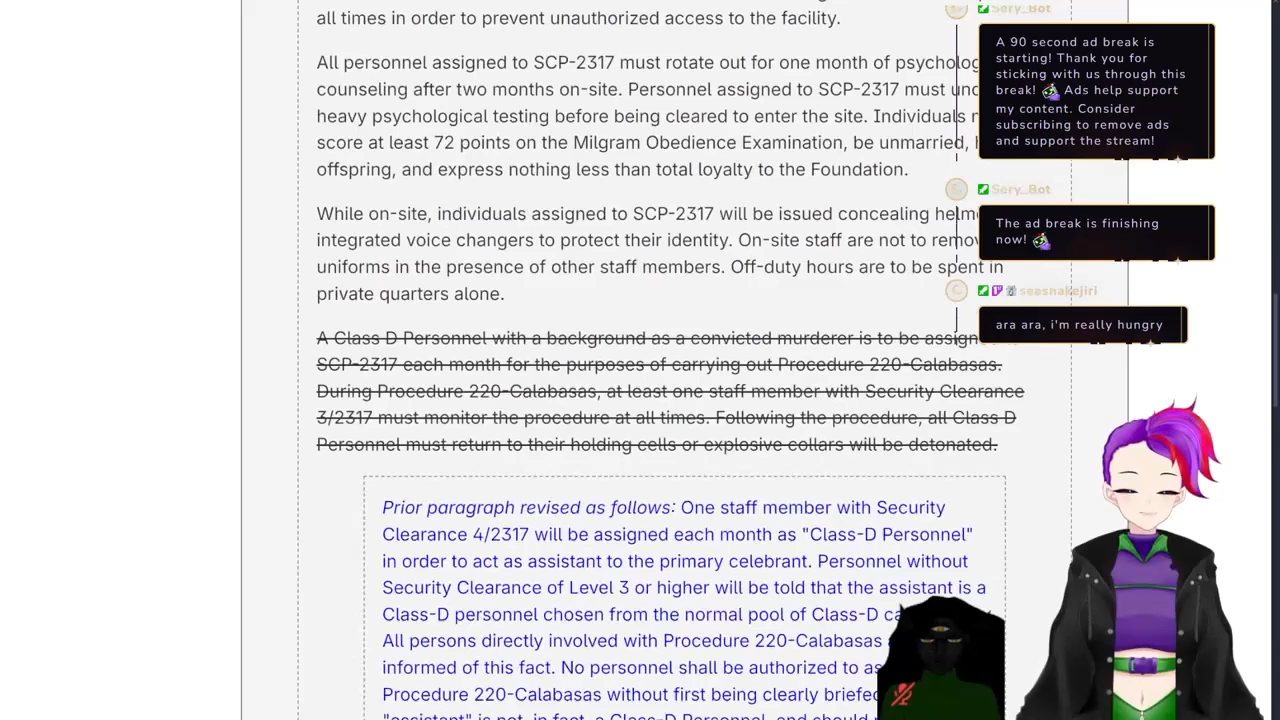 all times in order to prevent unauthorized access to the facility.
All personnel assigned to SCP-2317 must rotate out for one month of
counseling after two months on-site. Personnel assigned to SCP-2317 must
heavy psychological testing before being cleared to enter the site. Individuals
score at least 72 points on the Milgram Obedience Examination, be unmarried,
offspring, and express nothing less than total loyalty to the Foundation.
While on-site, individuals assigned to SCP-2317 will be issued concealing
integrated voice changers to protect their identity. On-site staff are not to
uniforms in the presence of other staff members. Off-duty hours are to be spent in
private quarters alone.
A Class D Personnel with a background as a convicted murderer is to be
SCP-2317 each month for the purposes of carrying out Procedure 220-Calabasas.
During Procedure 220-Calabasas, at least one staff member with Security Clearance
3/2317 must monitor the procedure at all times. Following the procedure, all Class D
Personnel must return to their holding cells or explosive collars will be detonated.
Prior paragraph revised as follows: One staff member with Security
Clearance 4/2317 will be assigned each month as "Class-D Personnel"
in order to act as assistant to the primary celebrant. Personnel without
Security Clearance of Level 3 or higher will be told that the assistant is a
Class-D personnel chosen from the normal pool of Class-D
All persons directly involved with Procedure 220-Calabasas
informed of this fact. No personnel shall be authorized to
Procedure 220-Calabasas without first being clearly
"assistant" is not, in fact, a Class-D Personnel, and should
Sery_Bot
A 90 second ad break is
starting! Thank you for
sticking with us through this
break! Ads help support
my content. Consider
subscribing to remove ads
and support the stream!
Sery_Bot
The ad break is finishing
now!
seasnakejiri
ara ara, i'm really hungry